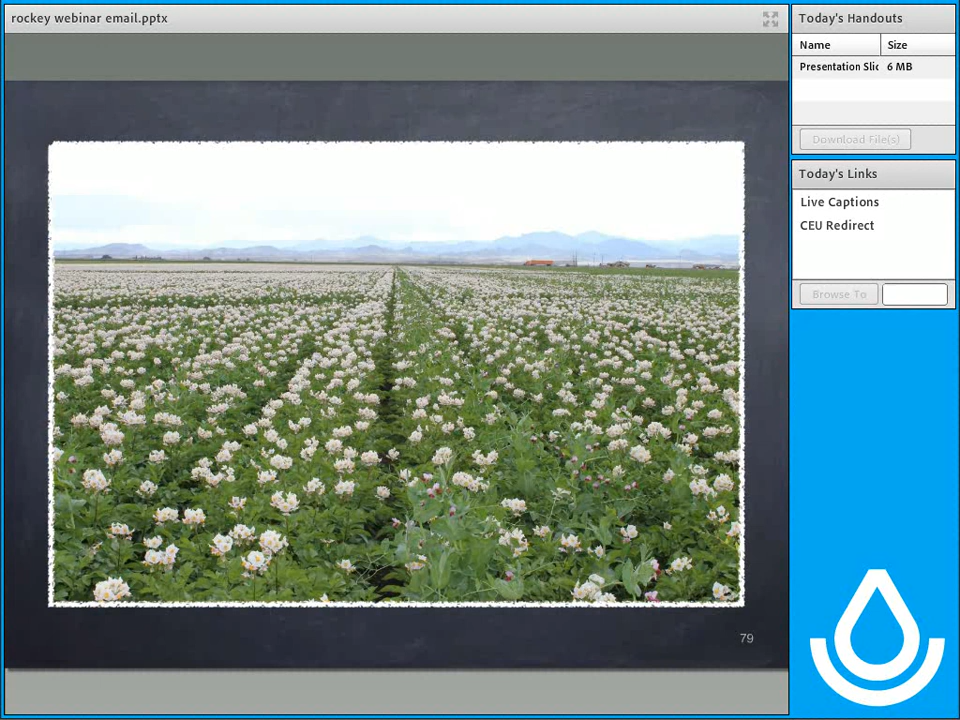 rockey webinar email.pptx
79
Today's Handouts
Name Size
Presentation Slic 6 MB
Download File(s)
Today's Links
Live Captions
CEU Redirect
Browse To